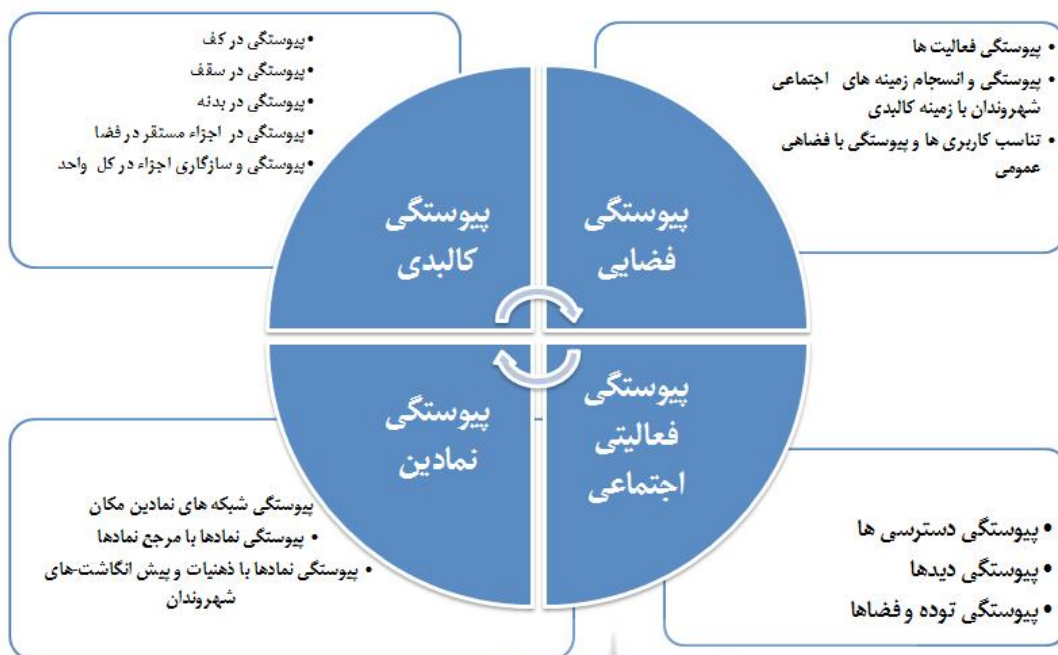 • پیوستگی فعالیت ها
• پیوستگی و انسجام زمینه های اجتماعی
شهروندان با زمینه کالبدی
• تناسب کاربری ها و پیوستگی با فضاهی
عمومی
•پیوستگی در کف
•پیوستگی در سقف
•پیوستگی در بدنه
•پیوستگی در اجزاء مستقر در فضا
•پیوستگی و سازگاری اجزاء در کل واحد
پیوستگی
فضایی
پیوستگی
کالبدی
پیوستگی
فعالیتی
اجتماعی
پیوستگی
نمادین
• پیوستگی دسترسی ها
• پیوستگی دیدها
• پیوستگی توده و فضاها
پیوستگی شبکه های نمادین مکان
• پیوستگی نمادها با مرجع نمادها
• پیوستگی نمادها با ذهنیات و پیش انگاشت-های
شهروندان